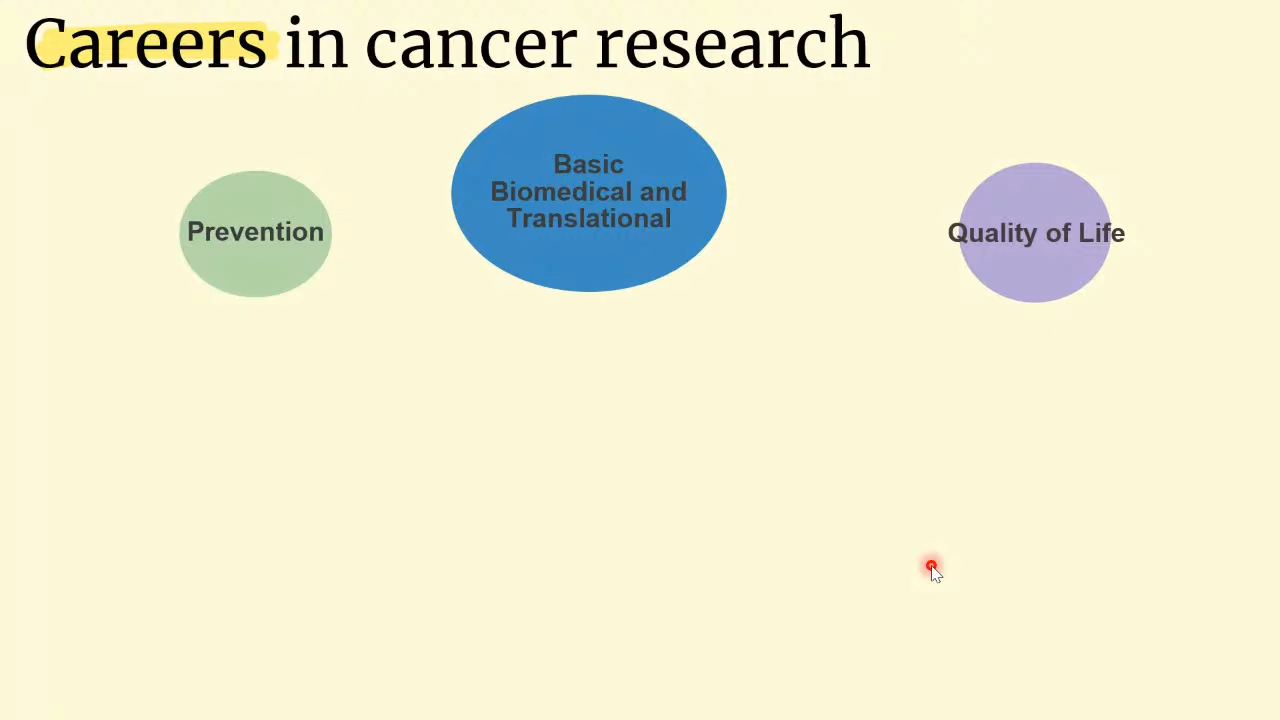 Careers in cancer research
Prevention
Basic
Biomedical and
Translational
Quality of Life